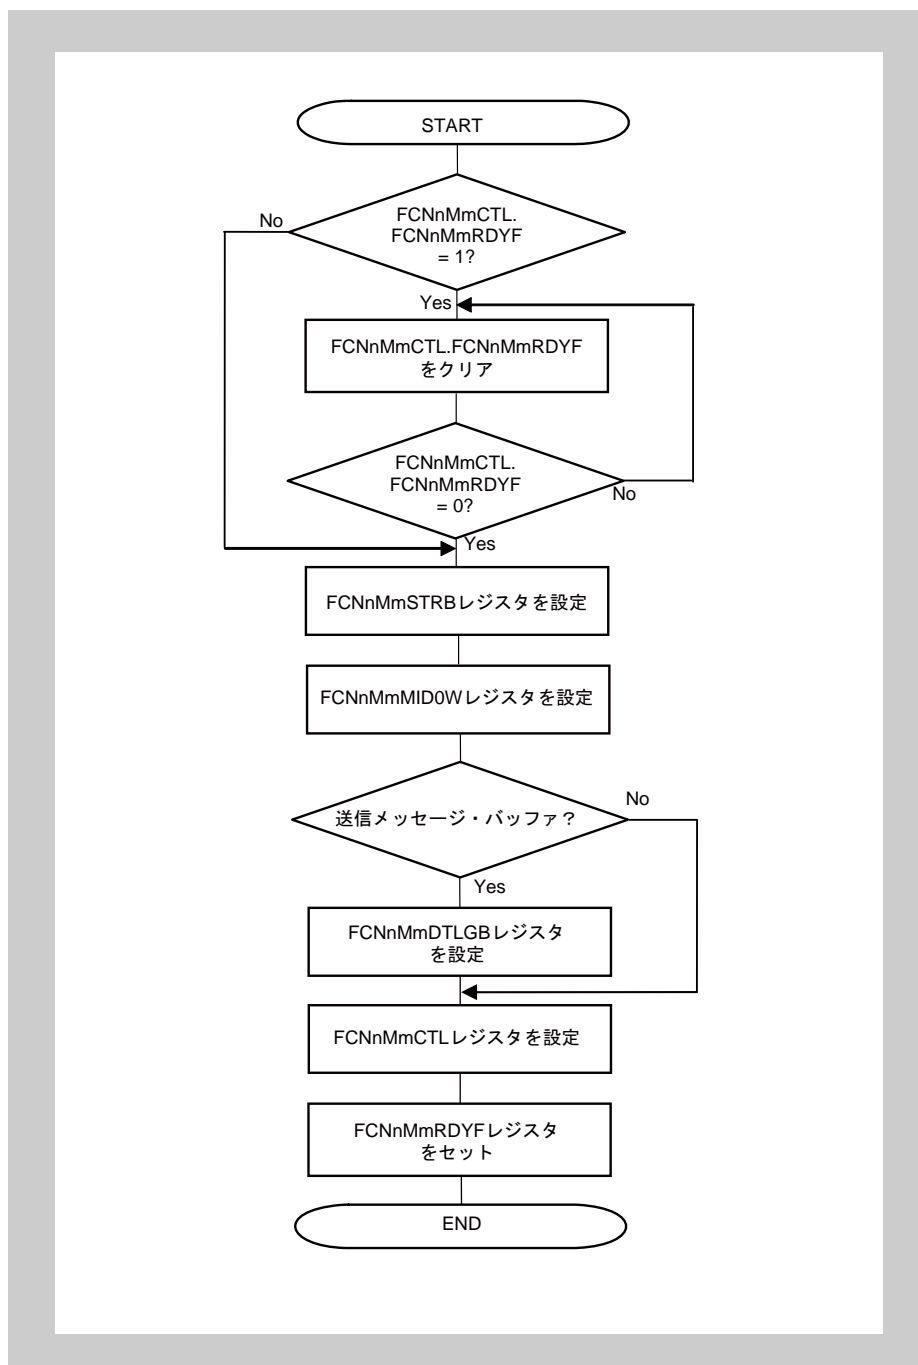 START
FCNnMmCTL.
FCNnMmRDYF
= 1?
No
Yes
FCNnMmCTL.FCNnMmRDYF
をクリア
FCNnMmCTL.
FCNnMmRDYF
= 0?
No
Yes
FCNnMmSTRBレジスタを設定
FCNnMmMID0Wレジスタを設定
送信メッセージ・バッファ？
No
Yes
FCNnMmDTLGBレジスタ
を設定
FCNnMmCTLレジスタを設定
FCNnMmRDYFレジスタ
をセット
END